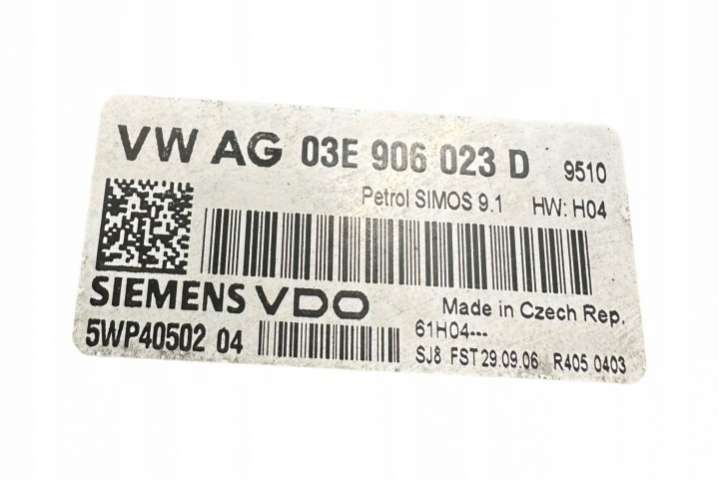 VW AG 03E 906 023 D 9510
Petrol SIMOS 9.1 HW: H04
SIEMENS VDO Made in Czech Rep.
5WP40502 04 61H04---
SJ8 FST 29.09.06 R405 0403